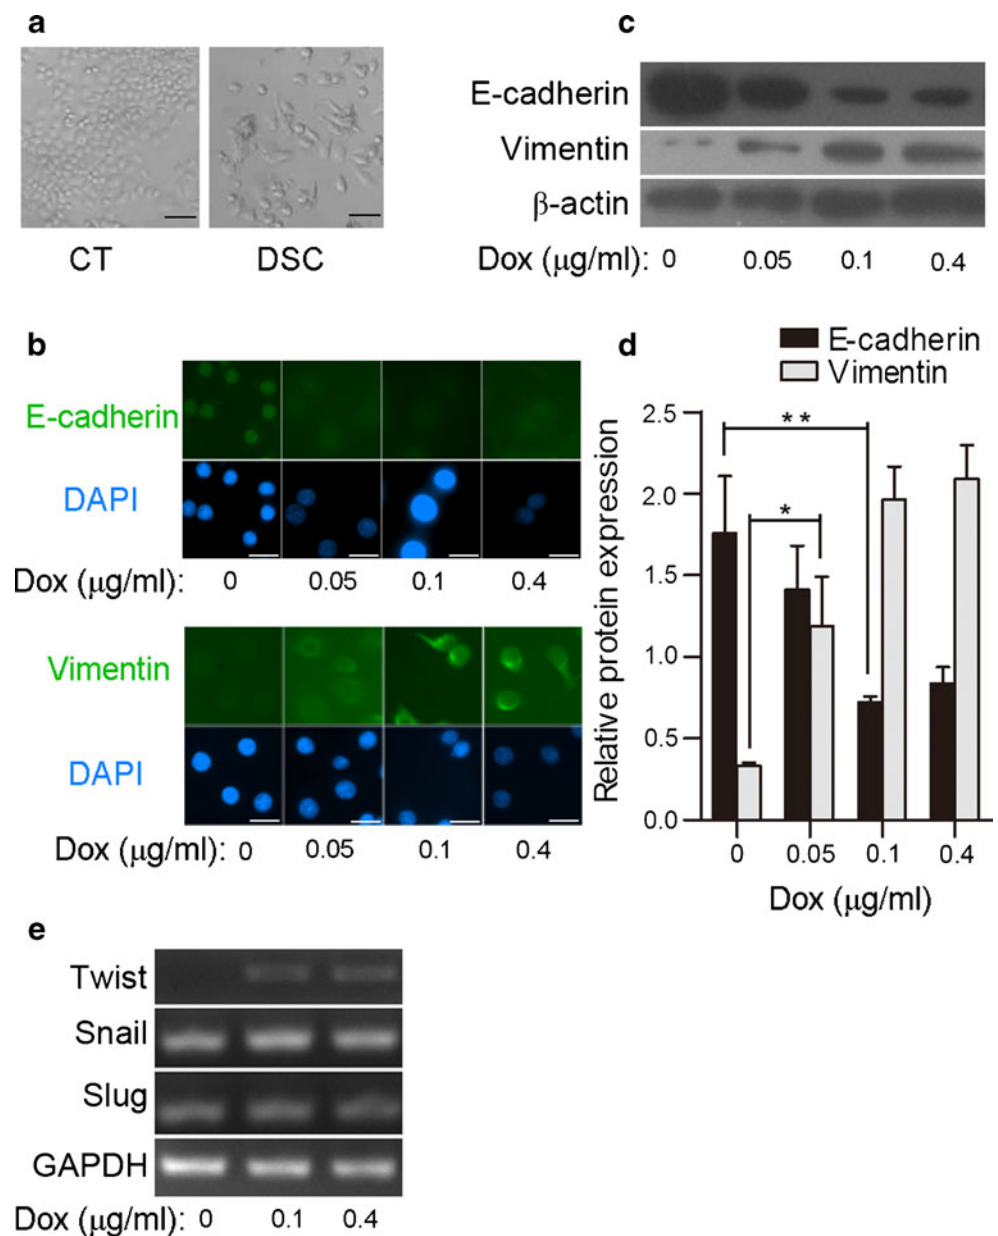 a
CT DSC
b
E-cadherin
DAPI
Dox (μg/ml): 0 0.05 0.1 0.4
Vimentin
DAPI
Dox (μg/ml): 0 0.05 0.1 0.4
c
E-cadherin
Vimentin
β-actin
Dox (μg/ml): 0 0.05 0.1 0.4
d
E-cadherin
Vimentin
Relative protein expression
2.5
2.0
1.5
1.0
0.5
0.0
**
*
0 0.05 0.1 0.4
Dox (μg/ml)
e
Twist
Snail
Slug
GAPDH
Dox (μg/ml): 0 0.1 0.4